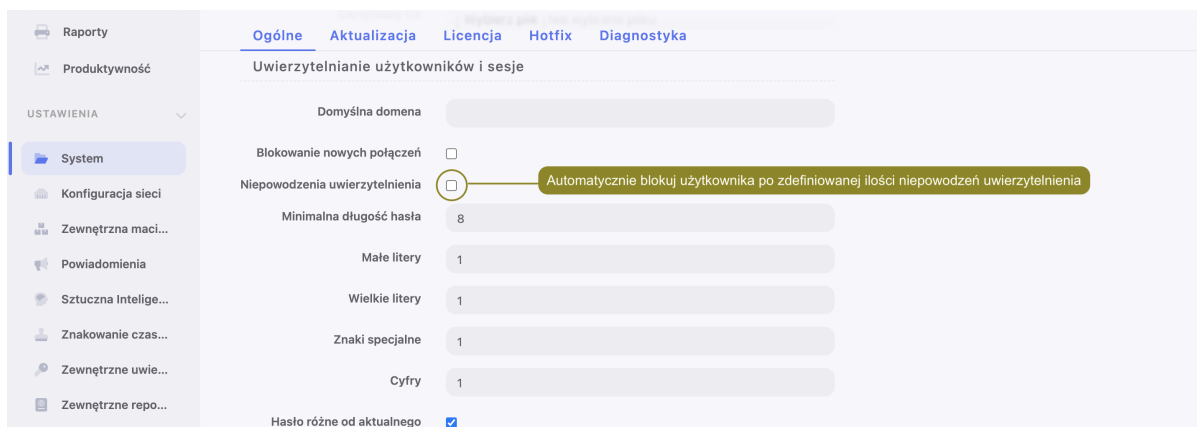 Raporty
Produktywność
USTAWIENIA
System
Konfiguracja sieci
Zewnętrzna maci...
Powiadomienia
Sztuczna Intelige...
Znakowanie czas...
Zewnętrzne uwie...
Zewnętrzne repo...
Ogólne Aktualizacja Licencja Hotfix Diagnostyka
Uwierzytelnianie użytkowników i sesje
Domyślna domena
Blokowanie nowych połączeń
Niepowodzenia uwierzytelnienia Automatycznie blokuj użytkownika po zdefiniowanej ilości niepowodzeń uwierzytelnienia
Minimalna długość hasła 8
Małe litery 1
Wielkie litery 1
Znaki specjalne 1
Cyfry 1
Hasło różne od aktualnego